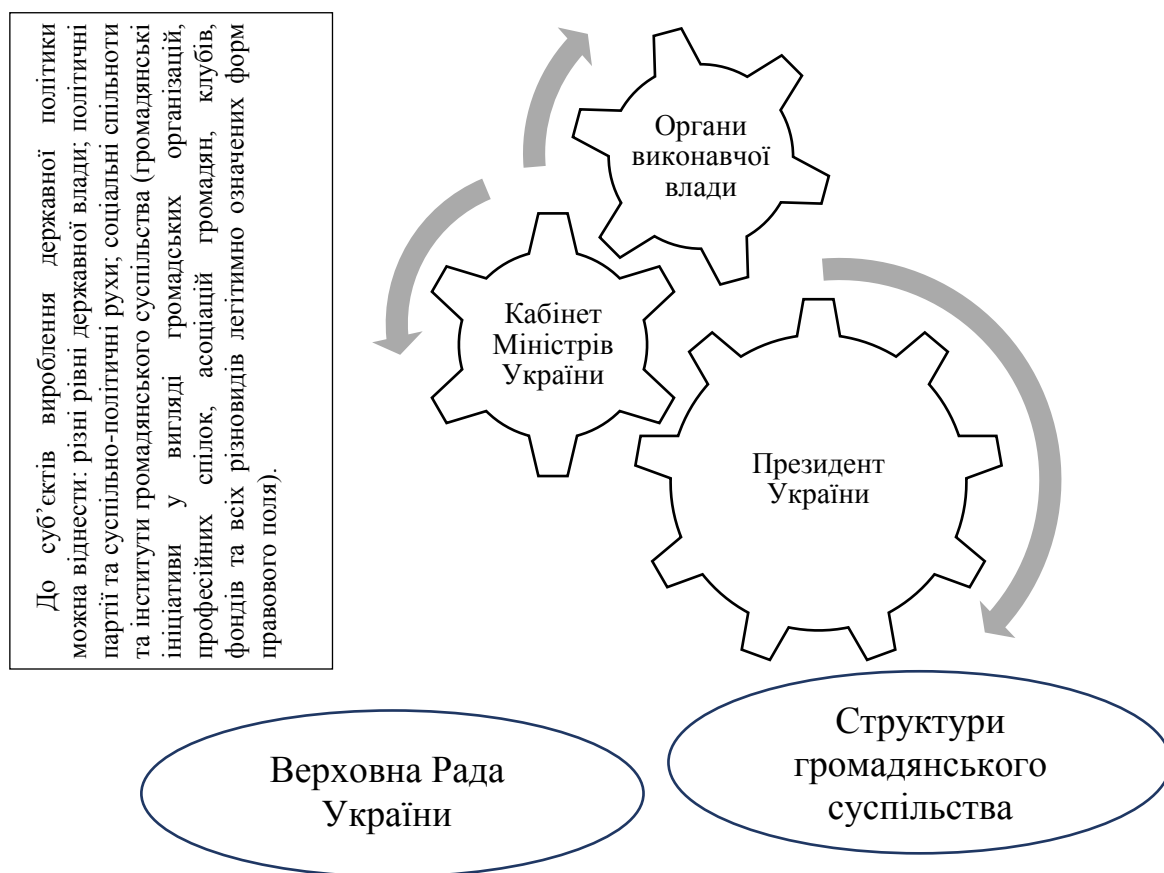 До суб’єктів вироблення державної політики
можна віднести: різні рівні державної влади; політичні
партії та суспільно-політичні рухи; соціальні спільноти
та інститути громадянського суспільства (громадянські
ініціативи у вигляді громадських організацій,
професійних спілок, асоціацій громадян, клубів,
фондів та всіх різновидів легітимно означених форм
правового поля).
Органи
виконавчої
влади
Кабінет
Міністрів
України
Президент
України
Верховна Рада
України
Структури
громадянського
суспільства